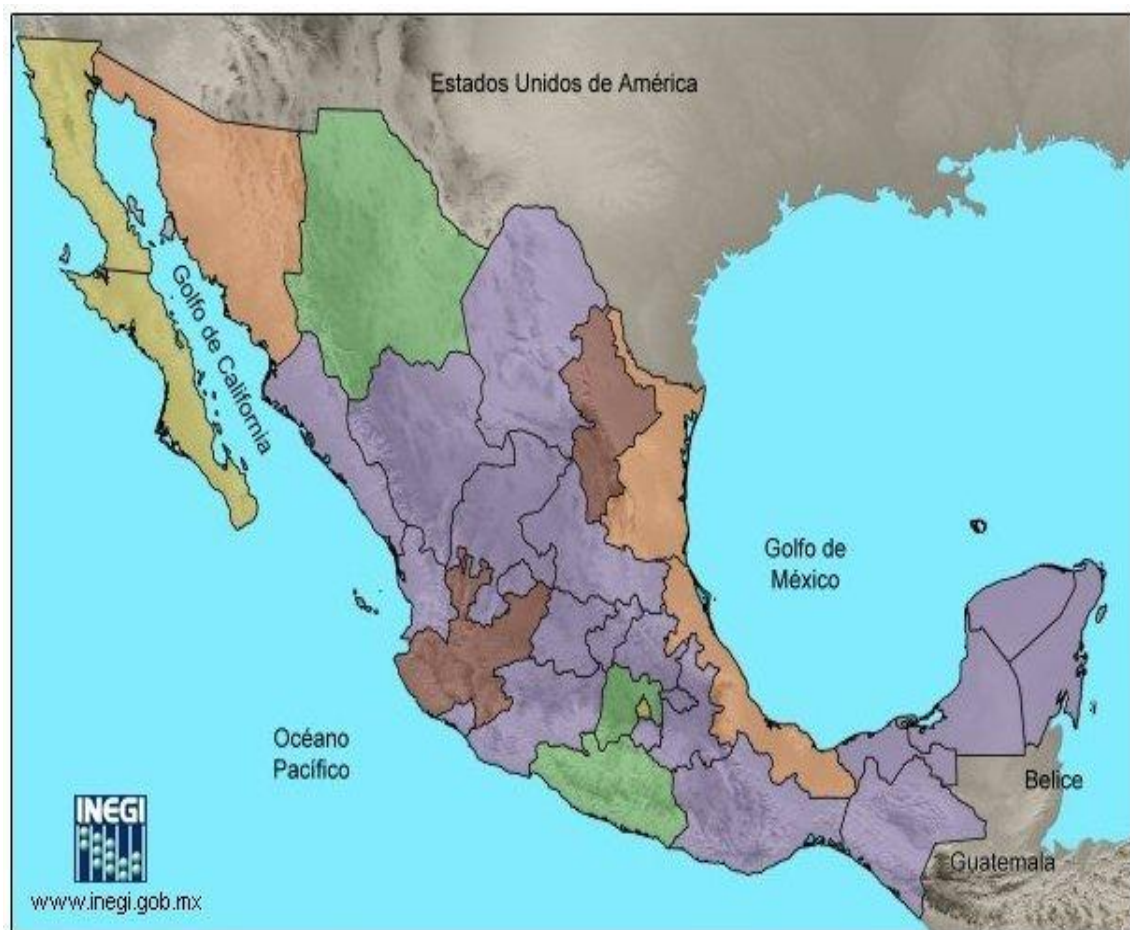 Estados Unidos de América
Golfo de California
Golfo de
México
Océano
Pacífico
Belice
Guatemala
INEGI
www.inegi.gob.mx